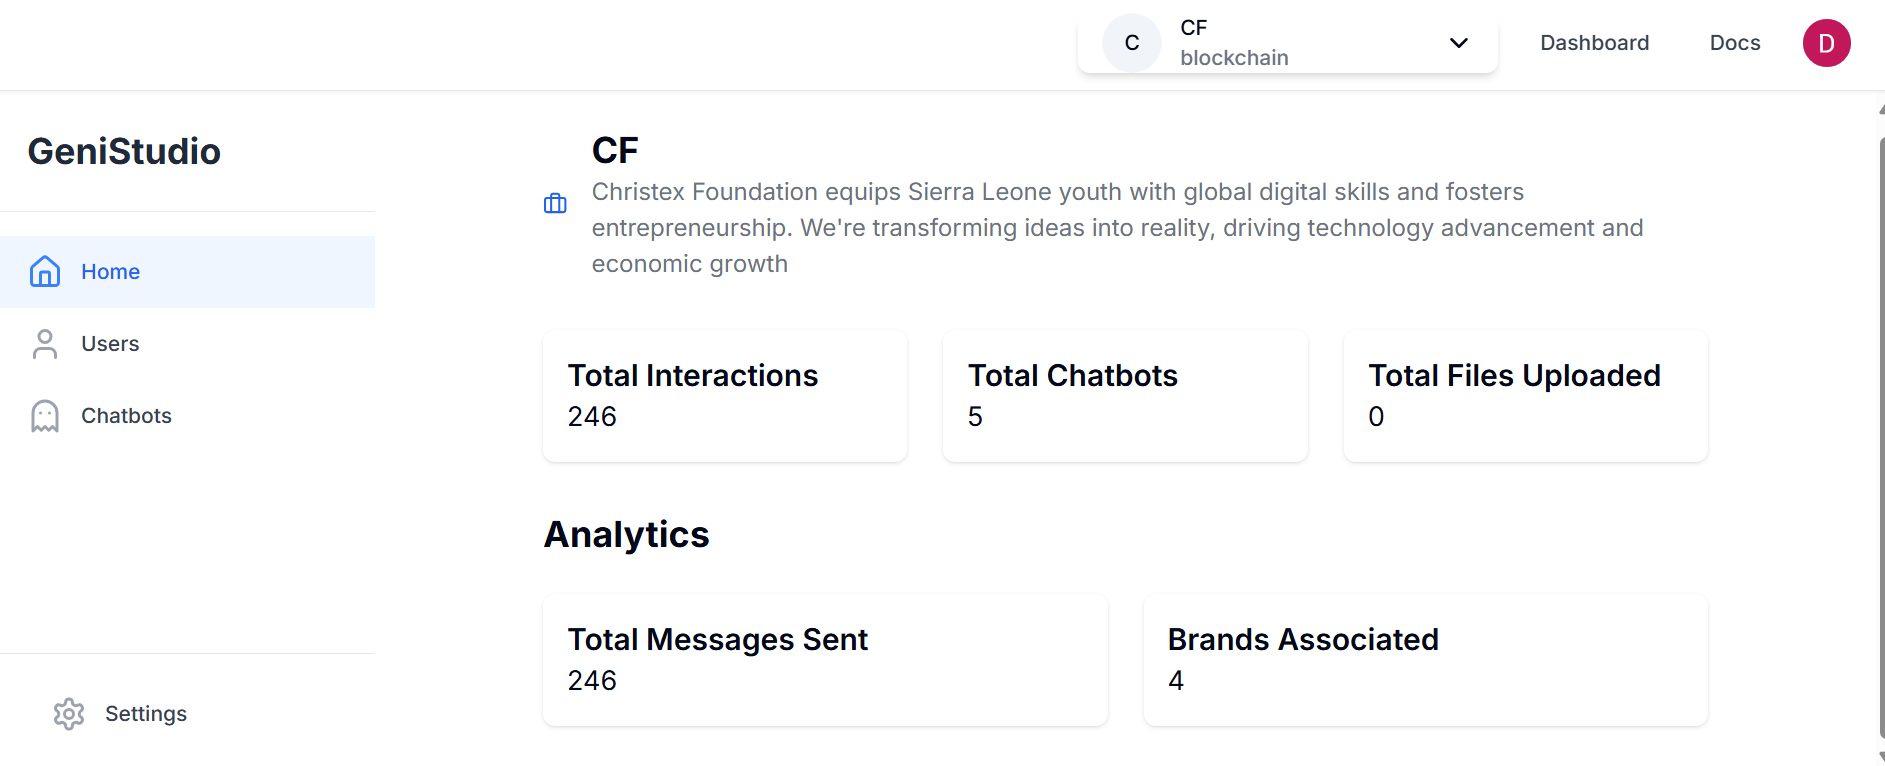 C
CF
blockchain
Dashboard
Docs
D
GeniStudio
Home
Users
Chatbots
Settings
CF
Christex Foundation equips Sierra Leone youth with global digital skills and fosters
entrepreneurship. We're transforming ideas into reality, driving technology advancement and
economic growth
Total Interactions
246
Total Chatbots
5
Total Files Uploaded
0
Analytics
Total Messages Sent
246
Brands Associated
4